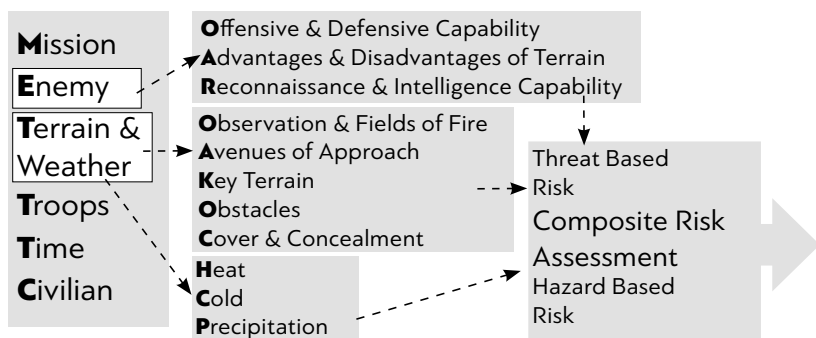 Mission
Enemy
Terrain &
Weather
Troops
Time
Civilian
Offensive & Defensive Capability
Advantages & Disadvantages of Terrain
Reconnaissance & Intelligence Capability
Observation & Fields of Fire
Avenues of Approach
Key Terrain
Obstacles
Cover & Concealment
Heat
Cold
Precipitation
Threat Based
Risk
Composite Risk
Assessment
Hazard Based
Risk